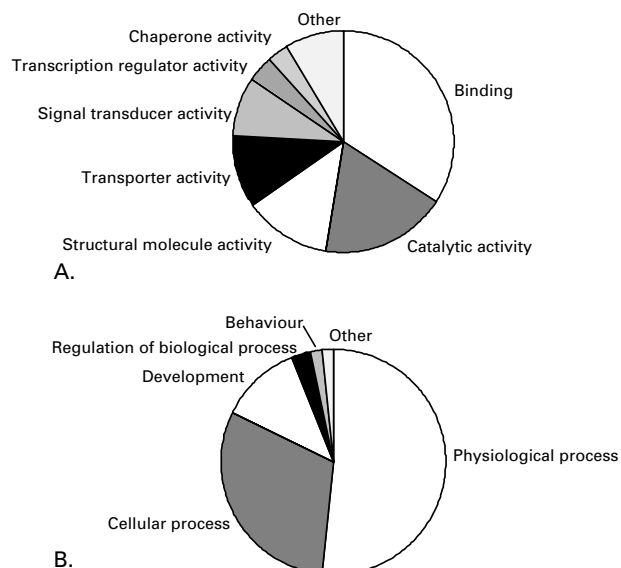 Other
Chaperone activity
Transcription regulator activity
Binding
Signal transducer activity
Transporter activity
Structural molecule activity
Catalytic activity
A.
Behaviour
Other
Regulation of biological process
Development
Physiological process
Cellular process
B.